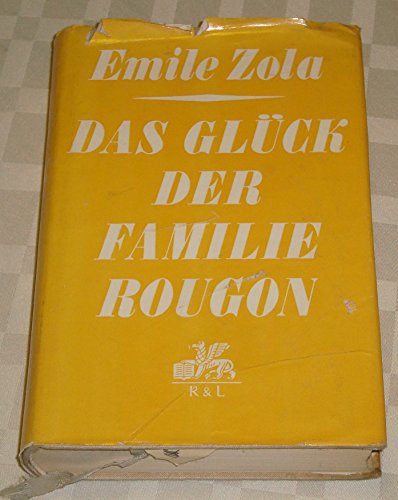 Emile Zola
DAS GLÜCK
DER
FAMILIE
ROUGON
R & L